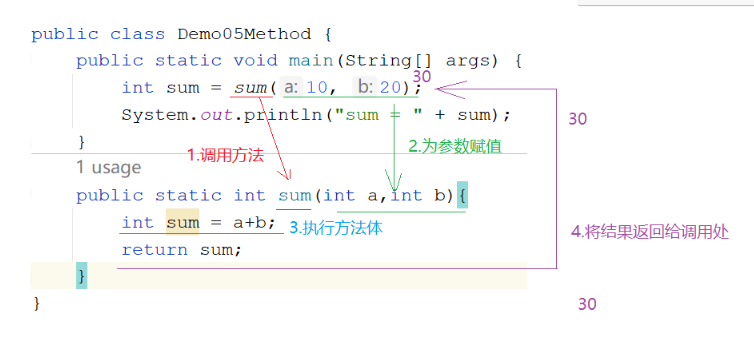 public class Demo05Method {
public static void main(String[] args) {
int sum = sum( a: 10, b: 20);
30
System.out.println("sum = " + sum);
30
}
1.调用方法
2.为参数赋值
1 usage
public static int sum(int a,int b){
int sum = a+b;
3.执行方法体
return sum;
4.将结果返回给调用处
}
}
30